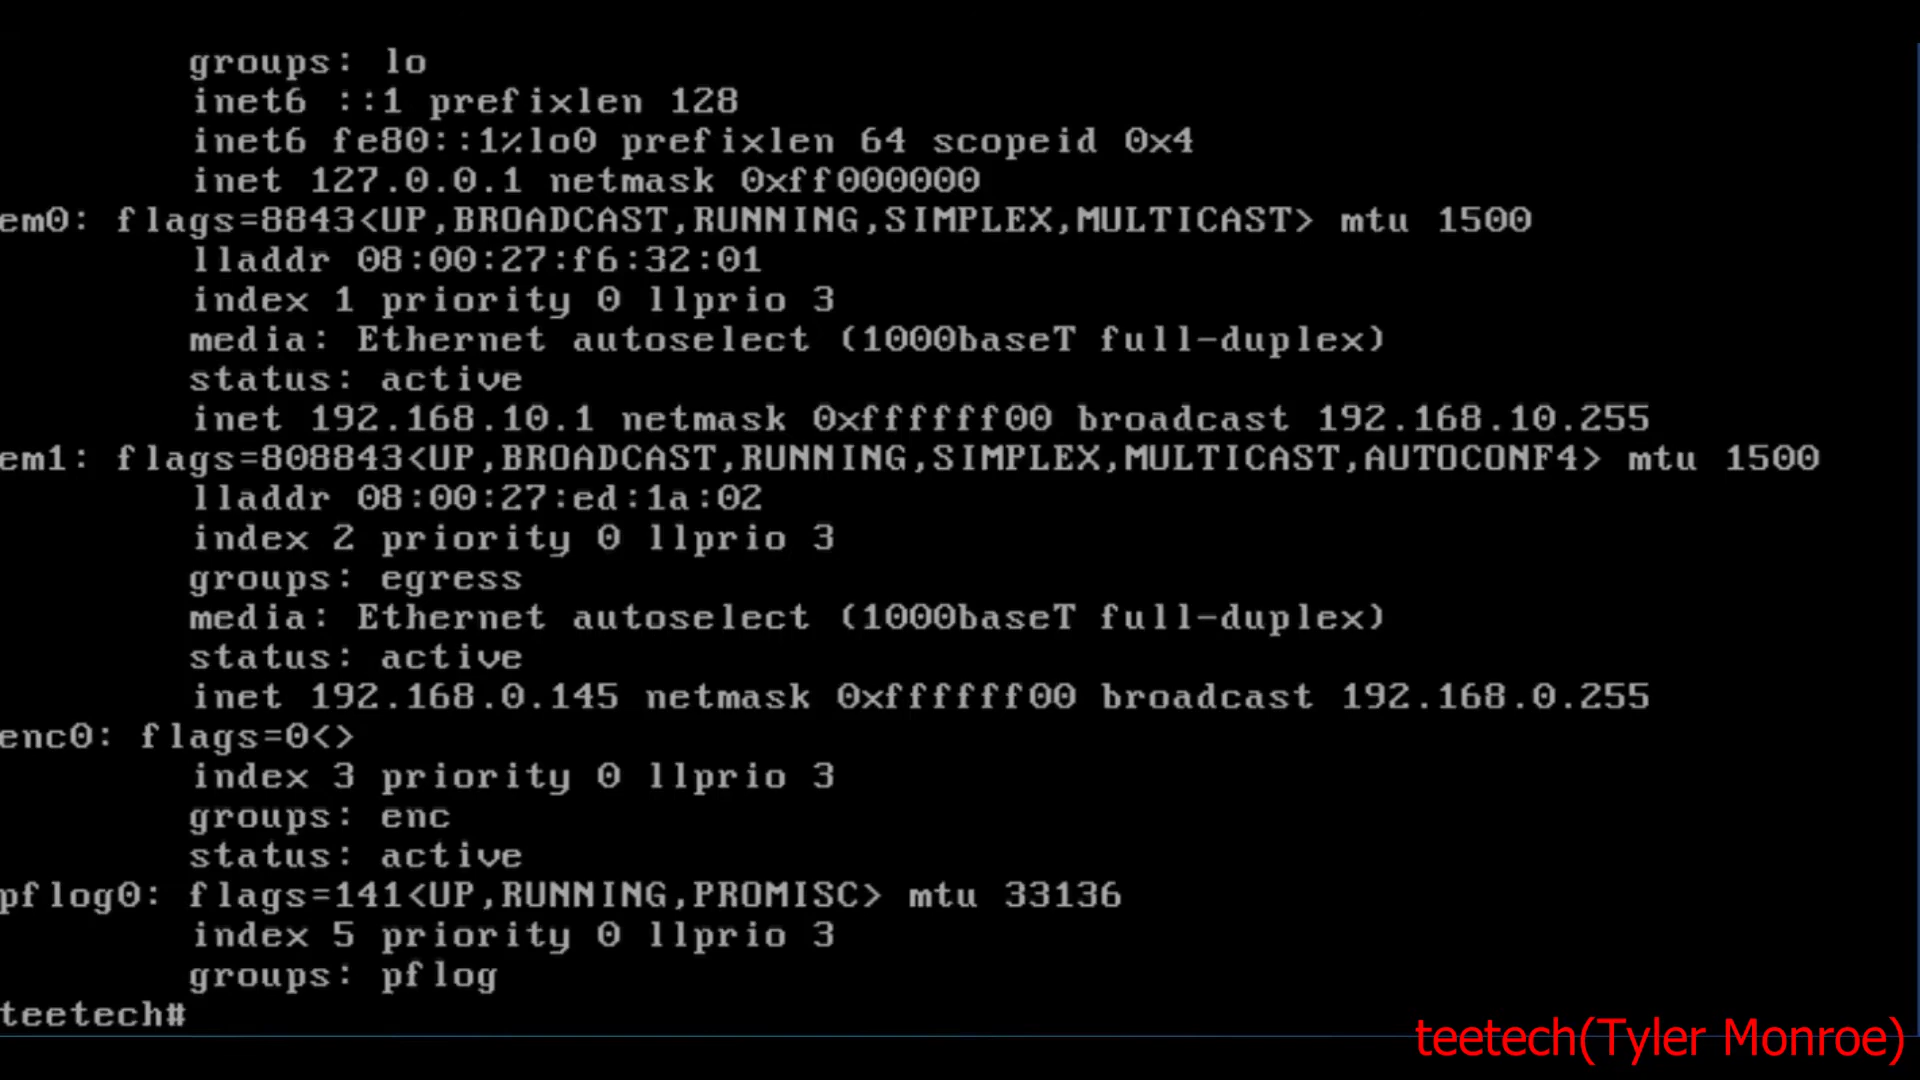 groups: lo
inet6 ::1 prefixlen 128
inet6 fe80::1%lo0 prefixlen 64 scopeid 0x4
inet 127.0.0.1 netmask 0xff000000
em0: flags=8843<UP,BROADCAST,RUNNING,SIMPLEX,MULTICAST> mtu 1500
lladdr 08:00:27:f6:32:01
index 1 priority 0 llprio 3
media: Ethernet autoselect (1000baseT full-duplex)
status: active
inet 192.168.10.1 netmask 0xffffff00 broadcast 192.168.10.255
em1: flags=808843<UP,BROADCAST,RUNNING,SIMPLEX,MULTICAST,AUTOCONF4> mtu 1500
lladdr 08:00:27:ed:1a:02
index 2 priority 0 llprio 3
groups: egress
media: Ethernet autoselect (1000baseT full-duplex)
status: active
inet 192.168.0.145 netmask 0xffffff00 broadcast 192.168.0.255
enc0: flags=0<>
index 3 priority 0 llprio 3
groups: enc
status: active
pflog0: flags=141<UP,RUNNING,PROMISC> mtu 33136
index 5 priority 0 llprio 3
groups: pflog
teetech#
teetech(Tyler Monroe)